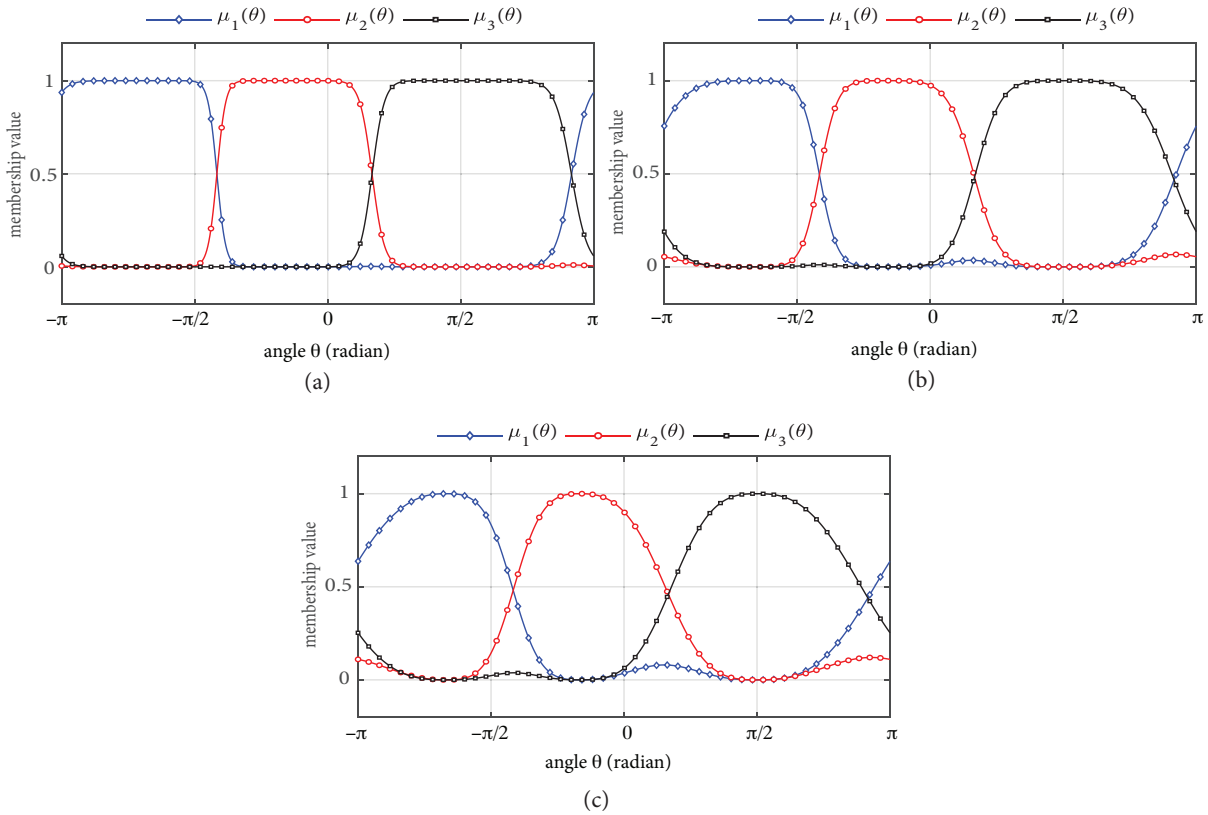 μ₁(θ) μ₂(θ) μ₃(θ)
1
0.5
0
membership value
−π −π/2 0 π/2 π
angle θ (radian)
(a)
μ₁(θ) μ₂(θ) μ₃(θ)
1
0.5
0
membership value
−π −π/2 0 π/2 π
angle θ (radian)
(b)
μ₁(θ) μ₂(θ) μ₃(θ)
1
0.5
0
membership value
−π −π/2 0 π/2 π
angle θ (radian)
(c)